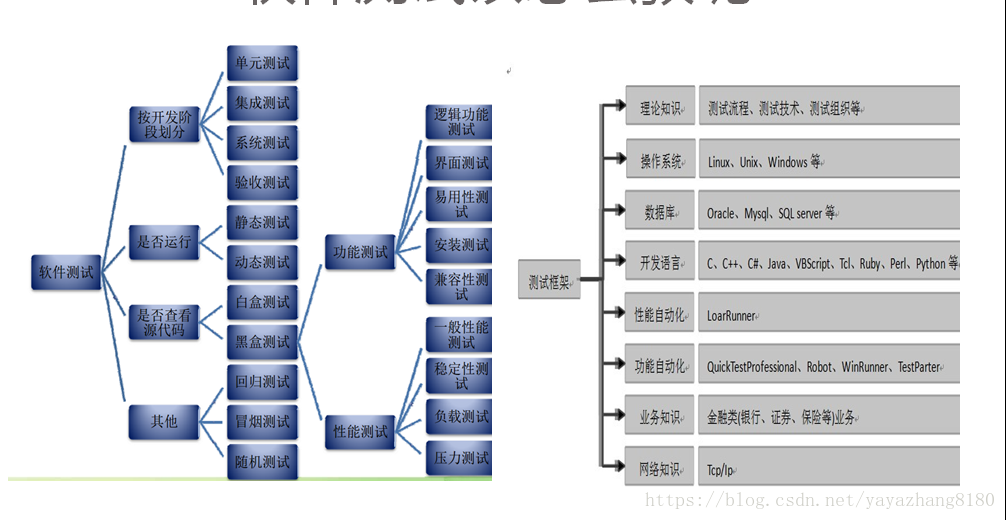 单元测试
集成测试
系统测试
验收测试
静态测试
动态测试
白盒测试
黑盒测试
回归测试
冒烟测试
随机测试
按开发阶
段划分
是否运行
是否查看
源代码
其他
软件测试
功能测试
性能测试
逻辑功能
测试
界面测试
易用性测
试
安装测试
兼容性测
试
一般性能
测试
稳定性测
试
负载测试
压力测试
测试框架
理论知识
测试流程、测试技术、测试组织等
操作系统
Linux、Unix、Windows 等
数据库
Oracle、Mysql、SQL server 等
开发语言
C、C++、C#、Java、VBScript、Tcl、Ruby、Perl、Python 等
性能自动化
LoarRunner
功能自动化
QuickTestProfessional、Robot、WinRunner、TestParter
业务知识
金融类(银行、证券、保险等)业务
网络知识
Tcp/Ip
https://blog.csdn.net/yayazhang8180